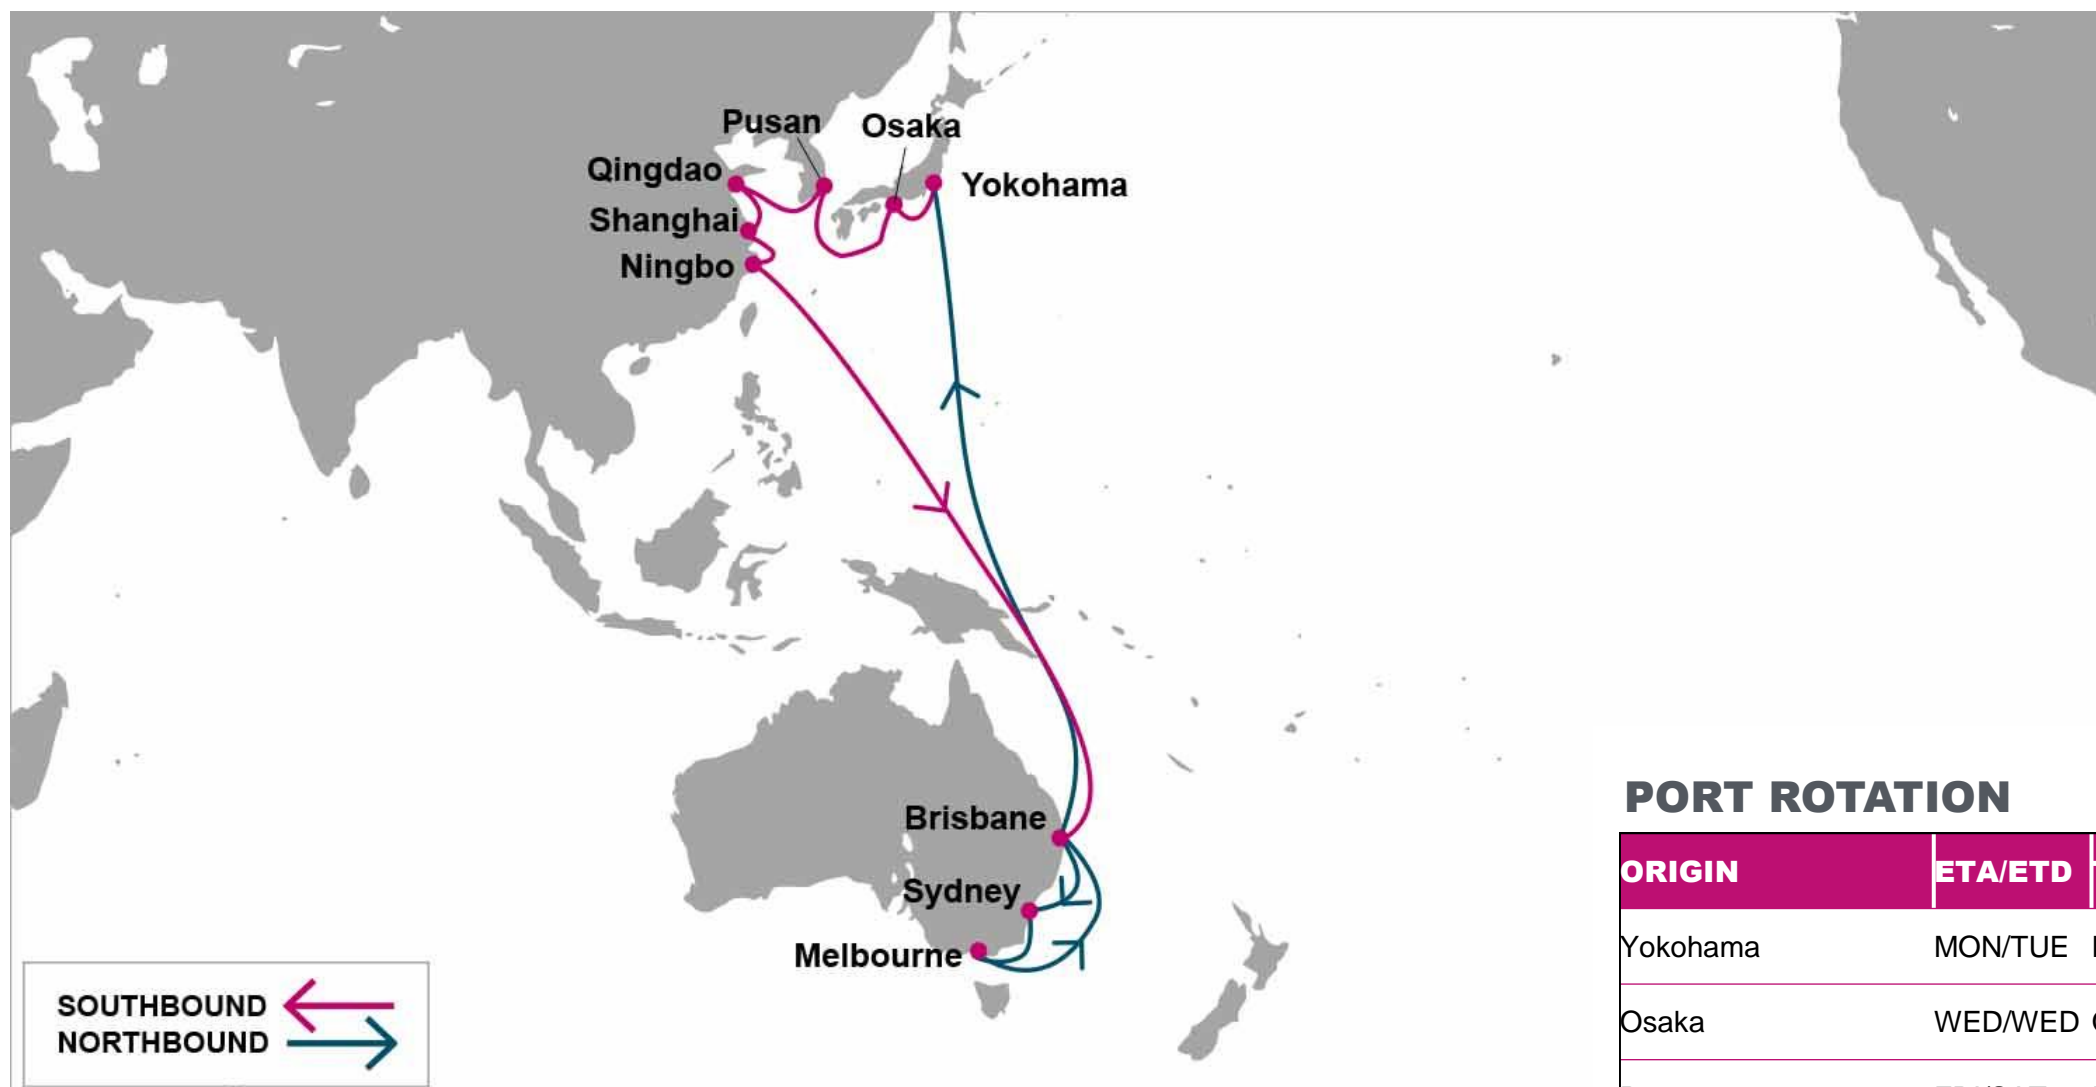 Pusan
Osaka
Qingdao
Yokohama
Shanghai
Ningbo
Brisbane
Sydney
Melbourne
SOUTHBOUND
NORTHBOUND
PORT ROTATION
ORIGIN ETA/ETD
Yokohama MON/TUE
Osaka WED/WED